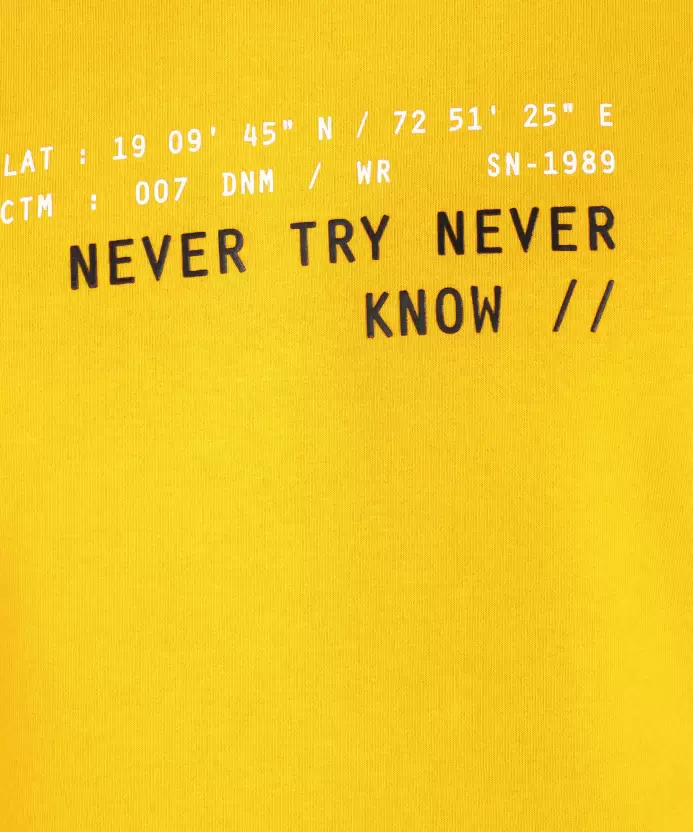 LAT : 19 09' 45" N / 72 51' 25" E
CTM : 007 DNM / WR SN-1989
NEVER TRY NEVER
KNOW //